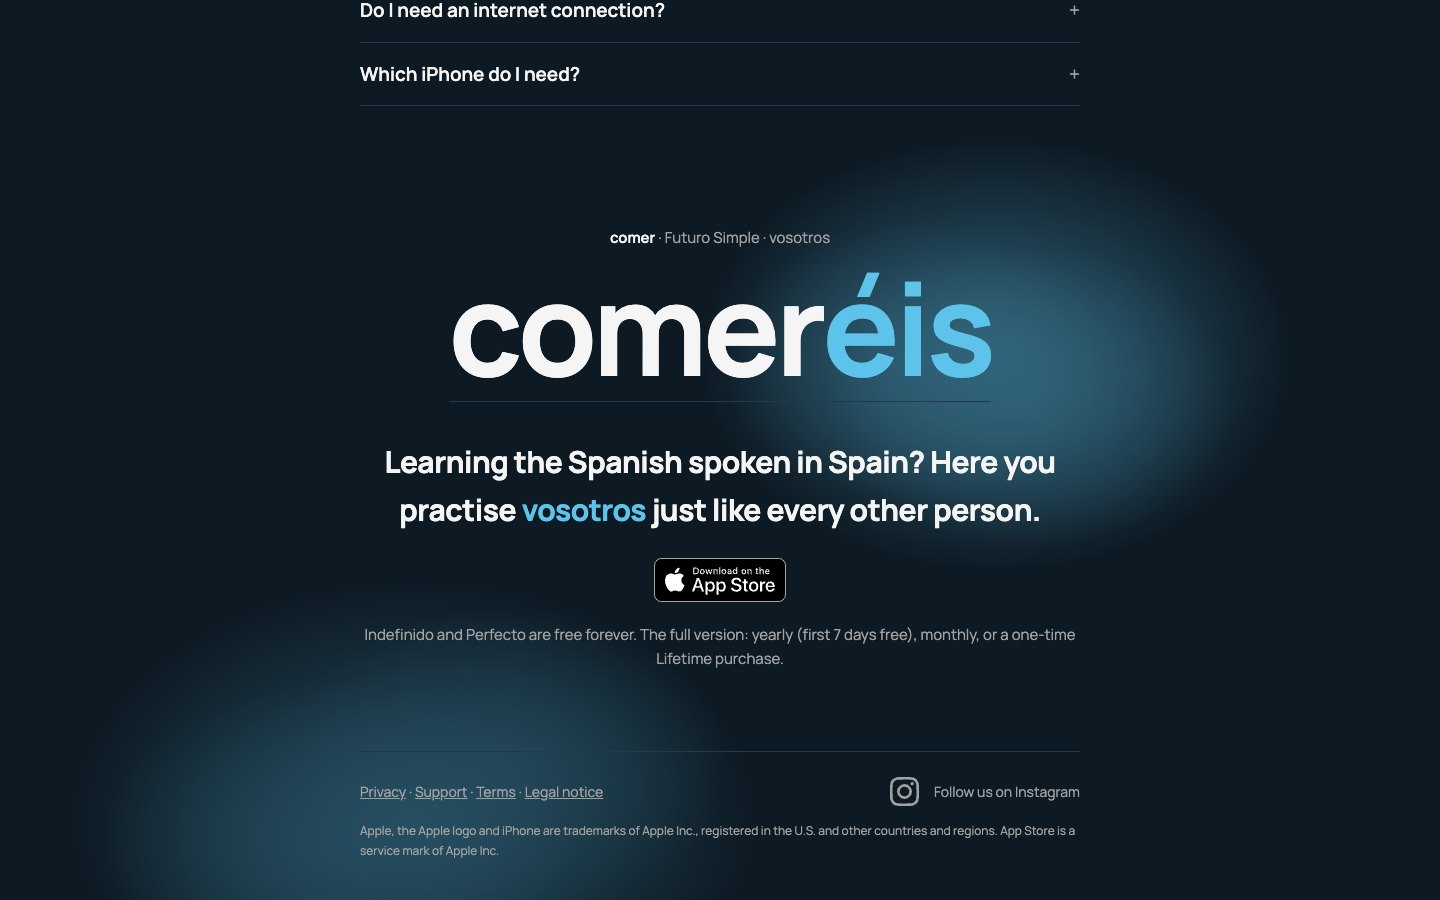 Do I need an internet connection? +
Which iPhone do I need? +
comer · Futuro Simple · vosotros
comeréis
Learning the Spanish spoken in Spain? Here you
practise vosotros just like every other person.
Download on the
App Store
Indefinido and Perfecto are free forever. The full version: yearly (first 7 days free), monthly, or a one-time
Lifetime purchase.
Privacy · Support · Terms · Legal notice
Follow us on Instagram
Apple, the Apple logo and iPhone are trademarks of Apple Inc., registered in the U.S. and other countries and regions. App Store is a
service mark of Apple Inc.